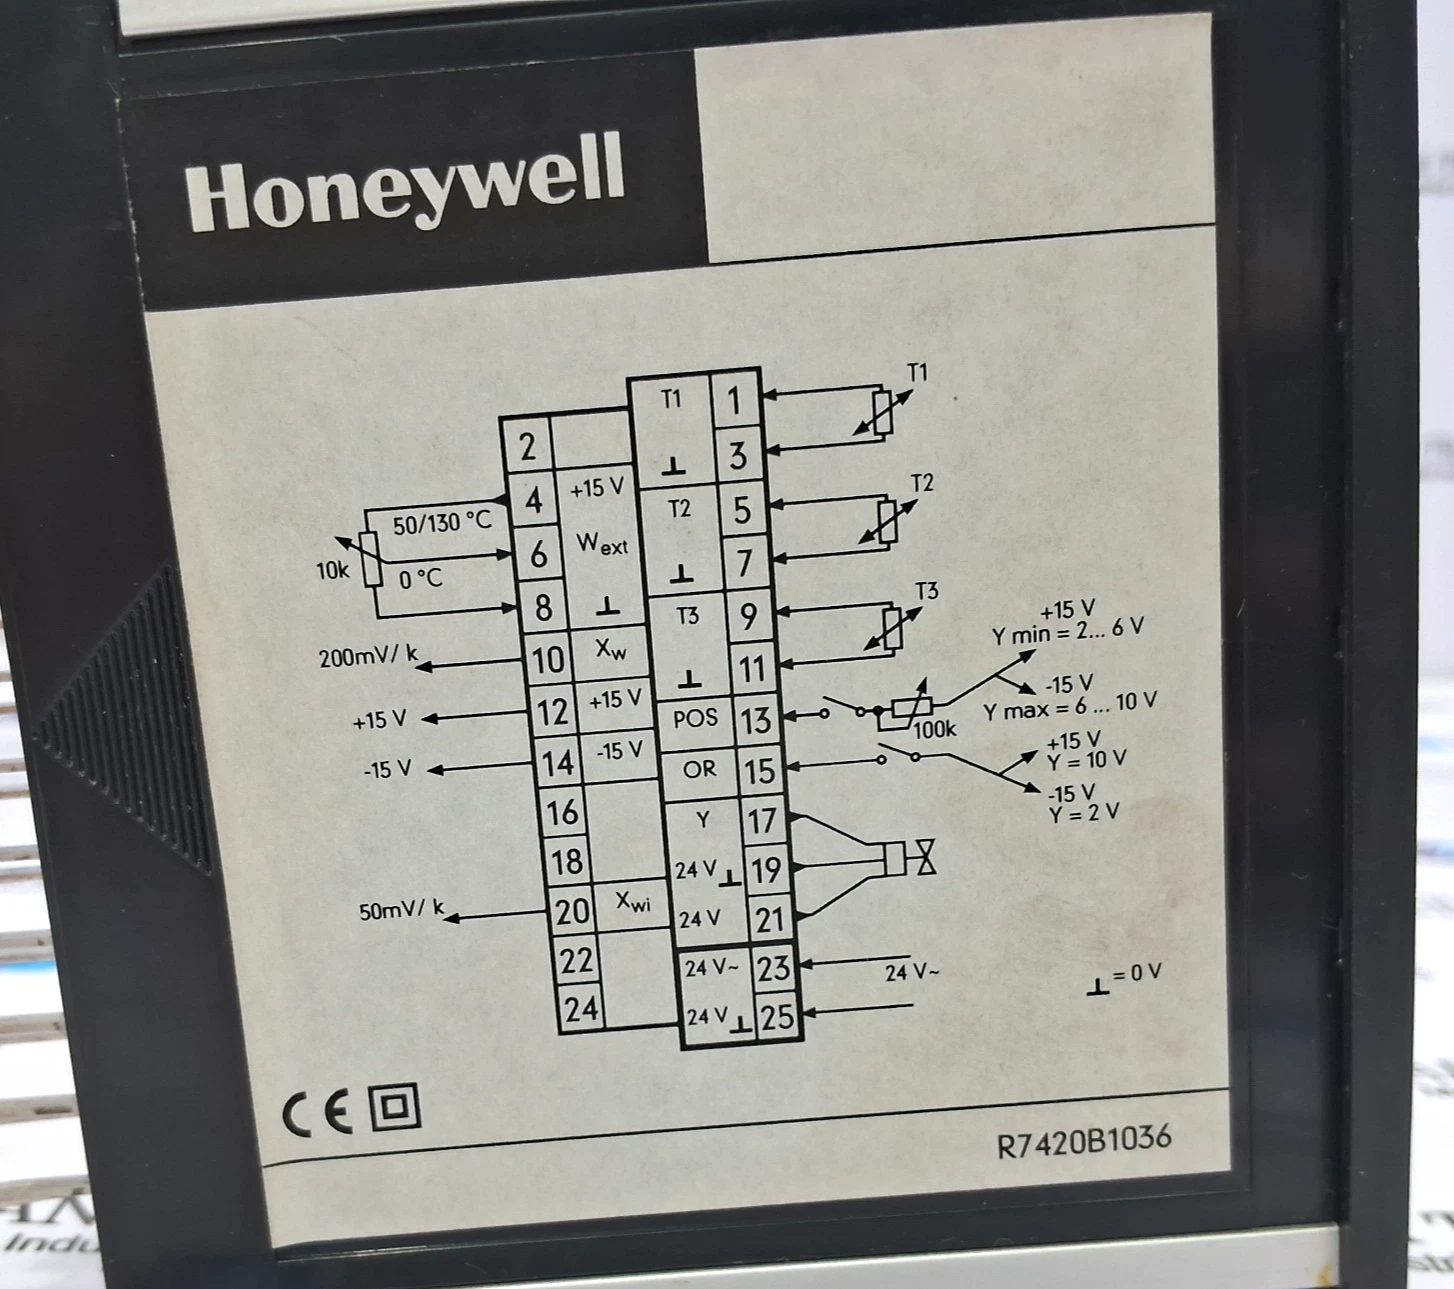 Honeywell
T1 1 T1
2
3
⊥
4 +15 V
50/130 °C
T2 5 T2
6 Wext
10k
0 °C
7
⊥
8 ⊥
T3 9 T3
200mV/ k
10 Xw
11
⊥
+15 V
Y min = 2... 6 V
-15 V
Y max = 6 ... 10 V
+15 V
12 +15 V
POS 13
100k
-15 V
14 -15 V
OR 15
+15 V
Y = 10 V
-15 V
Y = 2 V
16
Y 17
18
24 V ⊥ 19
50mV/ k
20 Xwi
24 V 21
22
24 V~ 23 24 V~
24
24 V ⊥ 25
⊥ = 0 V
CE
R7420B1036
Indu